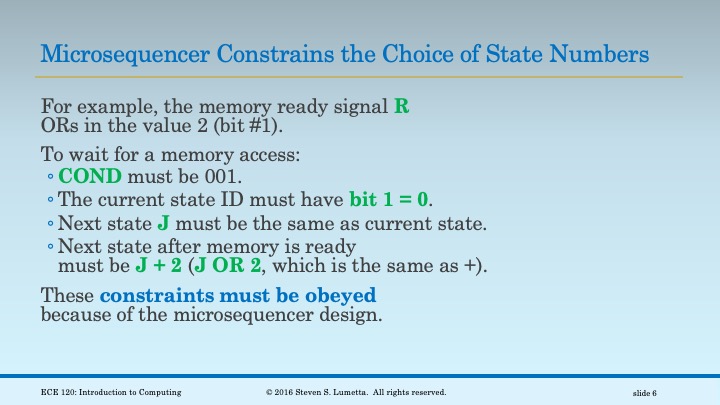 Microsequencer Constrains the Choice of State Numbers
For example, the memory ready signal R
ORs in the value 2 (bit #1).
To wait for a memory access:
◦ COND must be 001.
◦ The current state ID must have bit 1 = 0.
◦ Next state J must be the same as current state.
◦ Next state after memory is ready
must be J + 2 (J OR 2, which is the same as +).
These constraints must be obeyed
because of the microsequencer design.
ECE 120: Introduction to Computing
© 2016 Steven S. Lumetta. All rights reserved.
slide 6